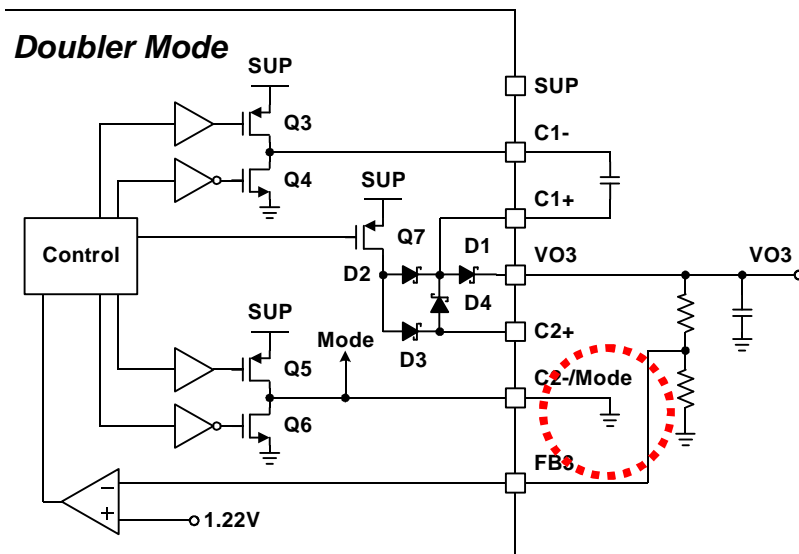 Doubler Mode
SUP
SUP
Q3
C1-
Q4
SUP
C1+
Control
Q7
D1
D2
VO3
VO3
D4
SUP
Mode
D3
C2+
Q5
C2-/Mode
Q6
FB3
−
+
1.22V